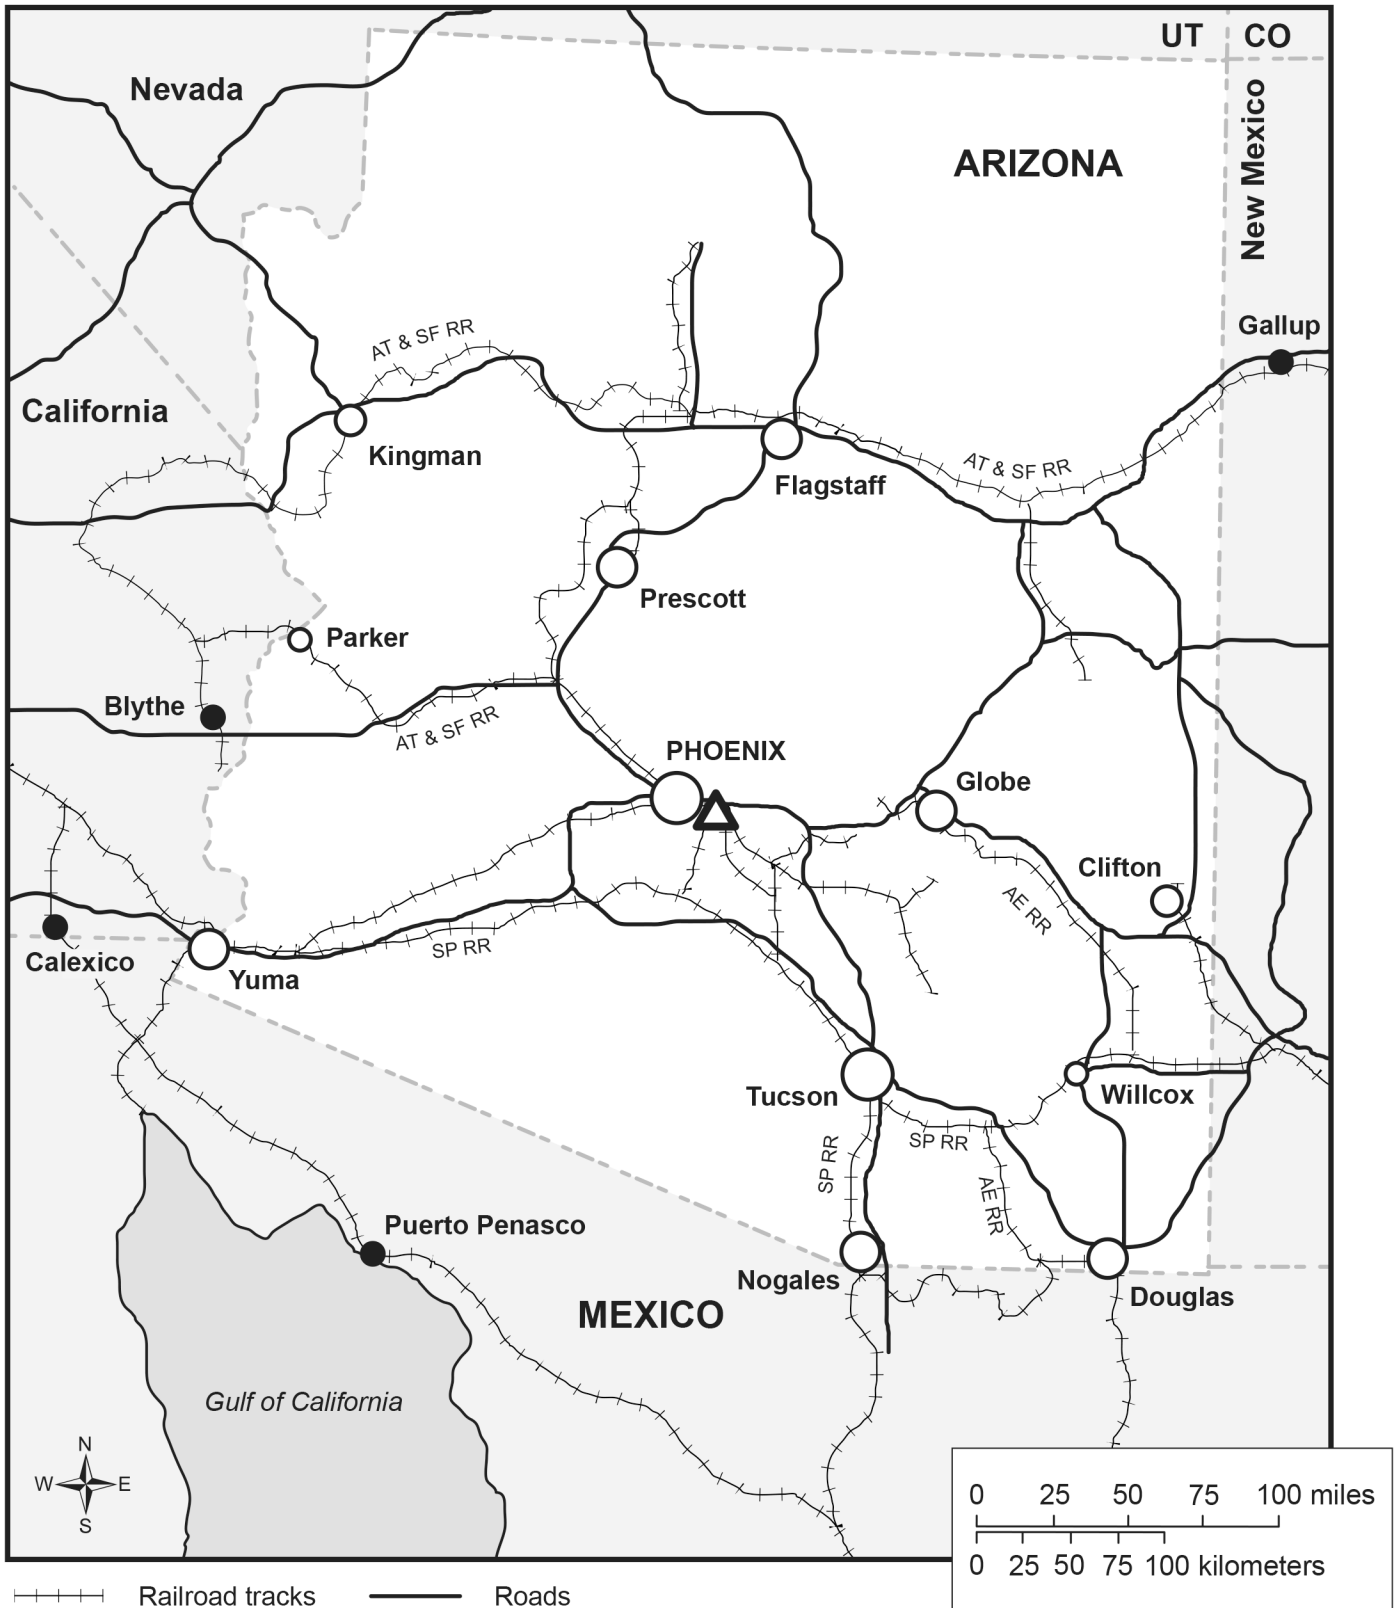 UT CO
Nevada
New Mexico
ARIZONA
Gallup
AT & SF RR
California
Kingman
AT & SF RR
Flagstaff
Prescott
Parker
Blythe
AT & SF RR
PHOENIX
Globe
Clifton
AE RR
SP RR
Calexico
Yuma
Tucson
Willcox
SP RR
SP RR
AE RR
Puerto Penasco
Nogales
Douglas
MEXICO
Gulf of California
N
W E
S
0 25 50 75 100 miles
0 25 50 75 100 kilometers
Railroad tracks Roads